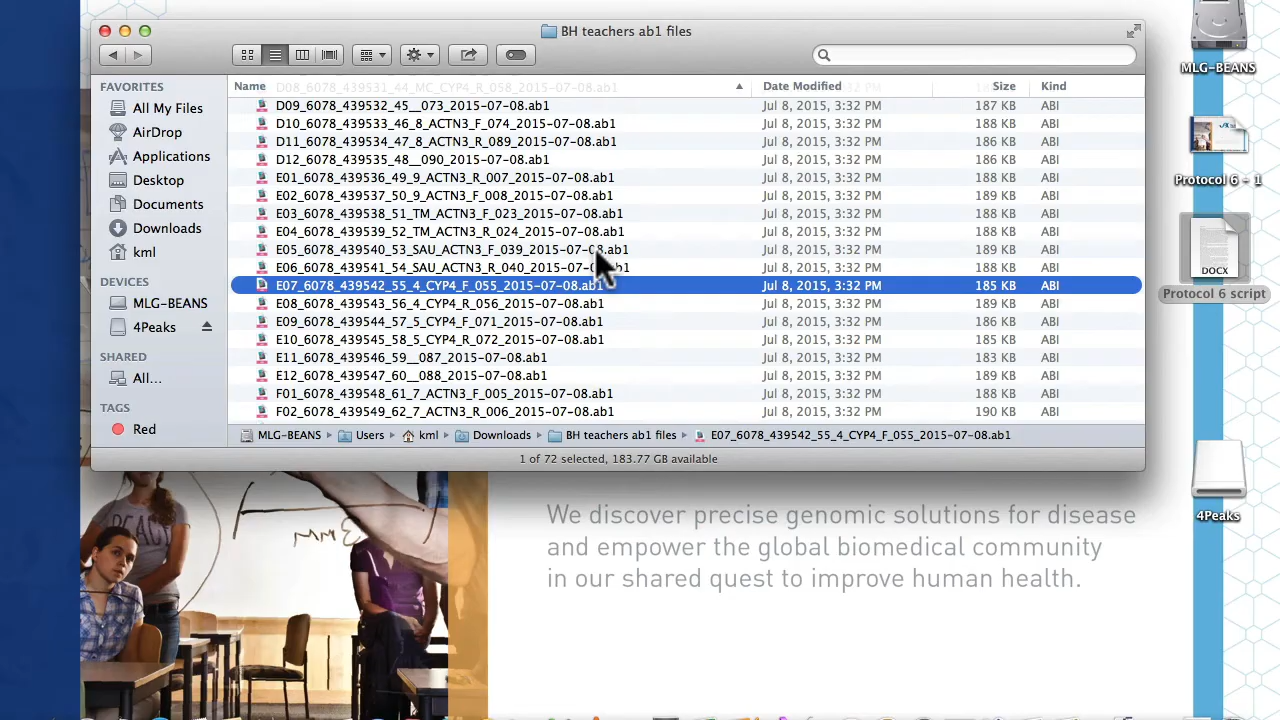 BH teachers ab1 files
FAVORITES
All My Files
AirDrop
Applications
Desktop
Documents
Downloads
kml
DEVICES
MLG-BEANS
4Peaks
SHARED
All...
TAGS
Red
Name Date Modified Size Kind
D08_6078_439531_44_MC_CYP4_R_058_2015-07-08.ab1
D09_6078_439532_45__073_2015-07-08.ab1 Jul 8, 2015, 3:32 PM 187 KB ABI
D10_6078_439533_46_8_ACTN3_F_074_2015-07-08.ab1 Jul 8, 2015, 3:32 PM 188 KB ABI
D11_6078_439534_47_8_ACTN3_R_089_2015-07-08.ab1 Jul 8, 2015, 3:32 PM 186 KB ABI
D12_6078_439535_48__090_2015-07-08.ab1 Jul 8, 2015, 3:32 PM 186 KB ABI
E01_6078_439536_49_9_ACTN3_R_007_2015-07-08.ab1 Jul 8, 2015, 3:32 PM 188 KB ABI
E02_6078_439537_50_9_ACTN3_F_008_2015-07-08.ab1 Jul 8, 2015, 3:32 PM 189 KB ABI
E03_6078_439538_51_TM_ACTN3_F_023_2015-07-08.ab1 Jul 8, 2015, 3:32 PM 188 KB ABI
E04_6078_439539_52_TM_ACTN3_R_024_2015-07-08.ab1 Jul 8, 2015, 3:32 PM 188 KB ABI
E05_6078_439540_53_SAU_ACTN3_F_039_2015-07-08.ab1 Jul 8, 2015, 3:32 PM 189 KB ABI
E06_6078_439541_54_SAU_ACTN3_R_040_2015-07-08.ab1 Jul 8, 2015, 3:32 PM 188 KB ABI
E07_6078_439542_55_4_CYP4_F_055_2015-07-08.ab1 Jul 8, 2015, 3:32 PM 185 KB ABI
E08_6078_439543_56_4_CYP4_R_056_2015-07-08.ab1 Jul 8, 2015, 3:32 PM 189 KB ABI
E09_6078_439544_57_5_CYP4_F_071_2015-07-08.ab1 Jul 8, 2015, 3:32 PM 186 KB ABI
E10_6078_439545_58_5_CYP4_R_072_2015-07-08.ab1 Jul 8, 2015, 3:32 PM 185 KB ABI
E11_6078_439546_59__087_2015-07-08.ab1 Jul 8, 2015, 3:32 PM 183 KB ABI
E12_6078_439547_60__088_2015-07-08.ab1 Jul 8, 2015, 3:32 PM 189 KB ABI
F01_6078_439548_61_7_ACTN3_F_005_2015-07-08.ab1 Jul 8, 2015, 3:32 PM 188 KB ABI
F02_6078_439549_62_7_ACTN3_R_006_2015-07-08.ab1 Jul 8, 2015, 3:32 PM 190 KB ABI
MLG-BEANS Users kml Downloads BH teachers ab1 files E07_6078_439542_55_4_CYP4_F_055_2015-07-08.ab1
1 of 72 selected, 183.77 GB available
MLG-BEANS
Protocol 6 - 1
DOCX
Protocol 6 script
4Peaks
REACT
We discover precise genomic solutions for disease
and empower the global biomedical community
in our shared quest to improve human health.